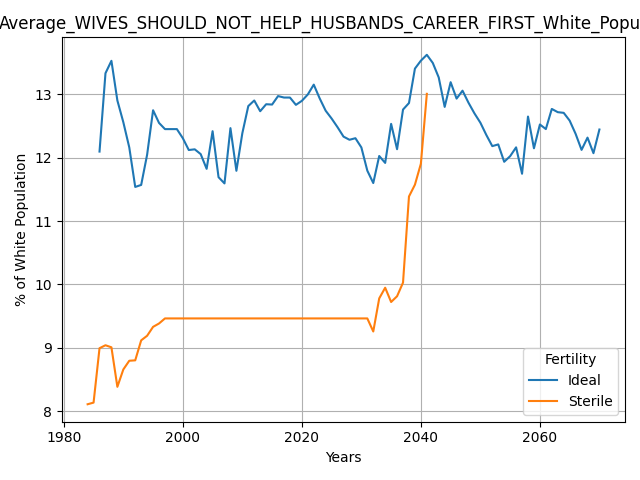 Average_WIVES_SHOULD_NOT_HELP_HUSBANDS_CAREER_FIRST_White_Popu
13
12
11
10
9
8
% of White Population
1980
2000
2020
2040
2060
Years
Fertility
Ideal
Sterile